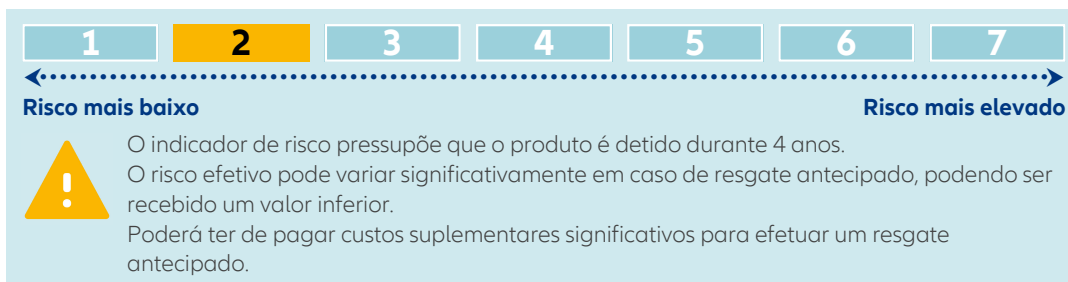 1 2 3 4 5 6 7
Risco mais baixo Risco mais elevado
O indicador de risco pressupõe que o produto é detido durante 4 anos.
O risco efetivo pode variar significativamente em caso de resgate antecipado, podendo ser
recebido um valor inferior.
Poderá ter de pagar custos suplementares significativos para efetuar um resgate
antecipado.